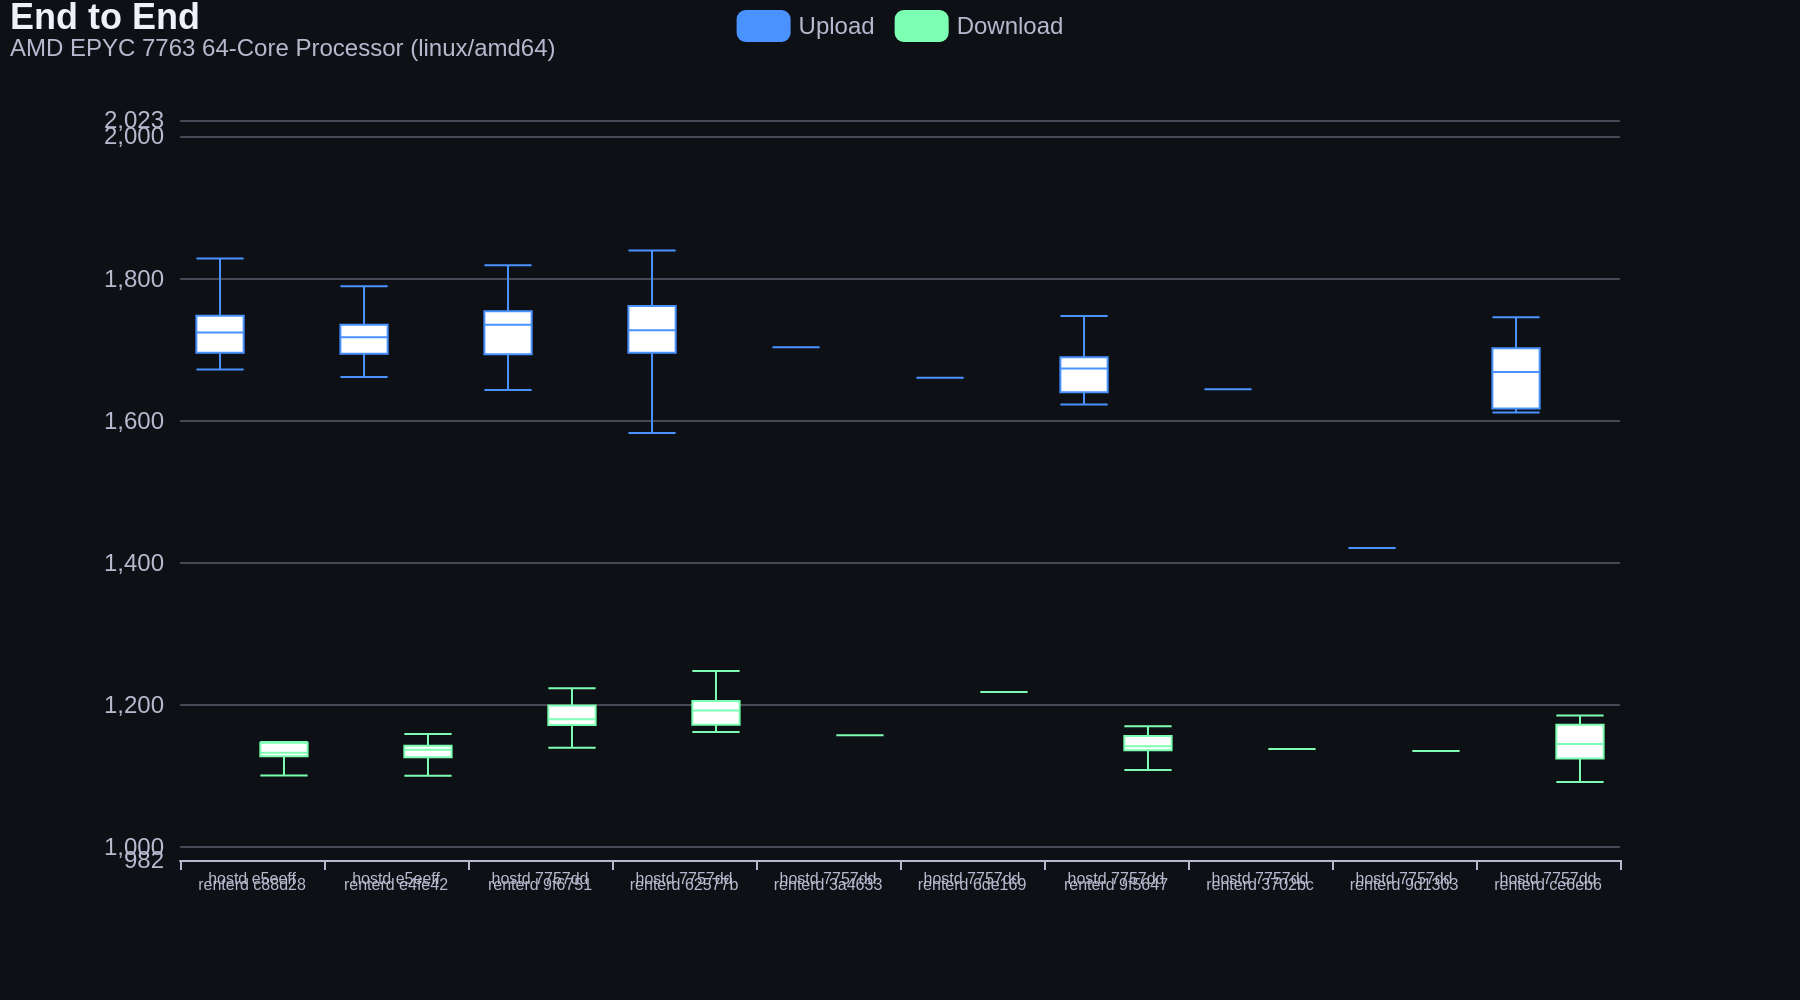 End to End
AMD EPYC 7763 64-Core Processor (linux/amd64)
Upload
Download
2,023
2,000
1,800
1,600
1,400
1,200
1,000
982
hostd e5eeff
renterd c88d28
hostd e5eeff
renterd e4fe42
hostd 7757dd
renterd 9f6751
hostd 7757dd
renterd 62577b
hostd 7757dd
renterd 3a4633
hostd 7757dd
renterd 6de169
hostd 7757dd
renterd 9f5647
hostd 7757dd
renterd 3702bc
hostd 7757dd
renterd 9d1303
hostd 7757dd
renterd ce6eb6